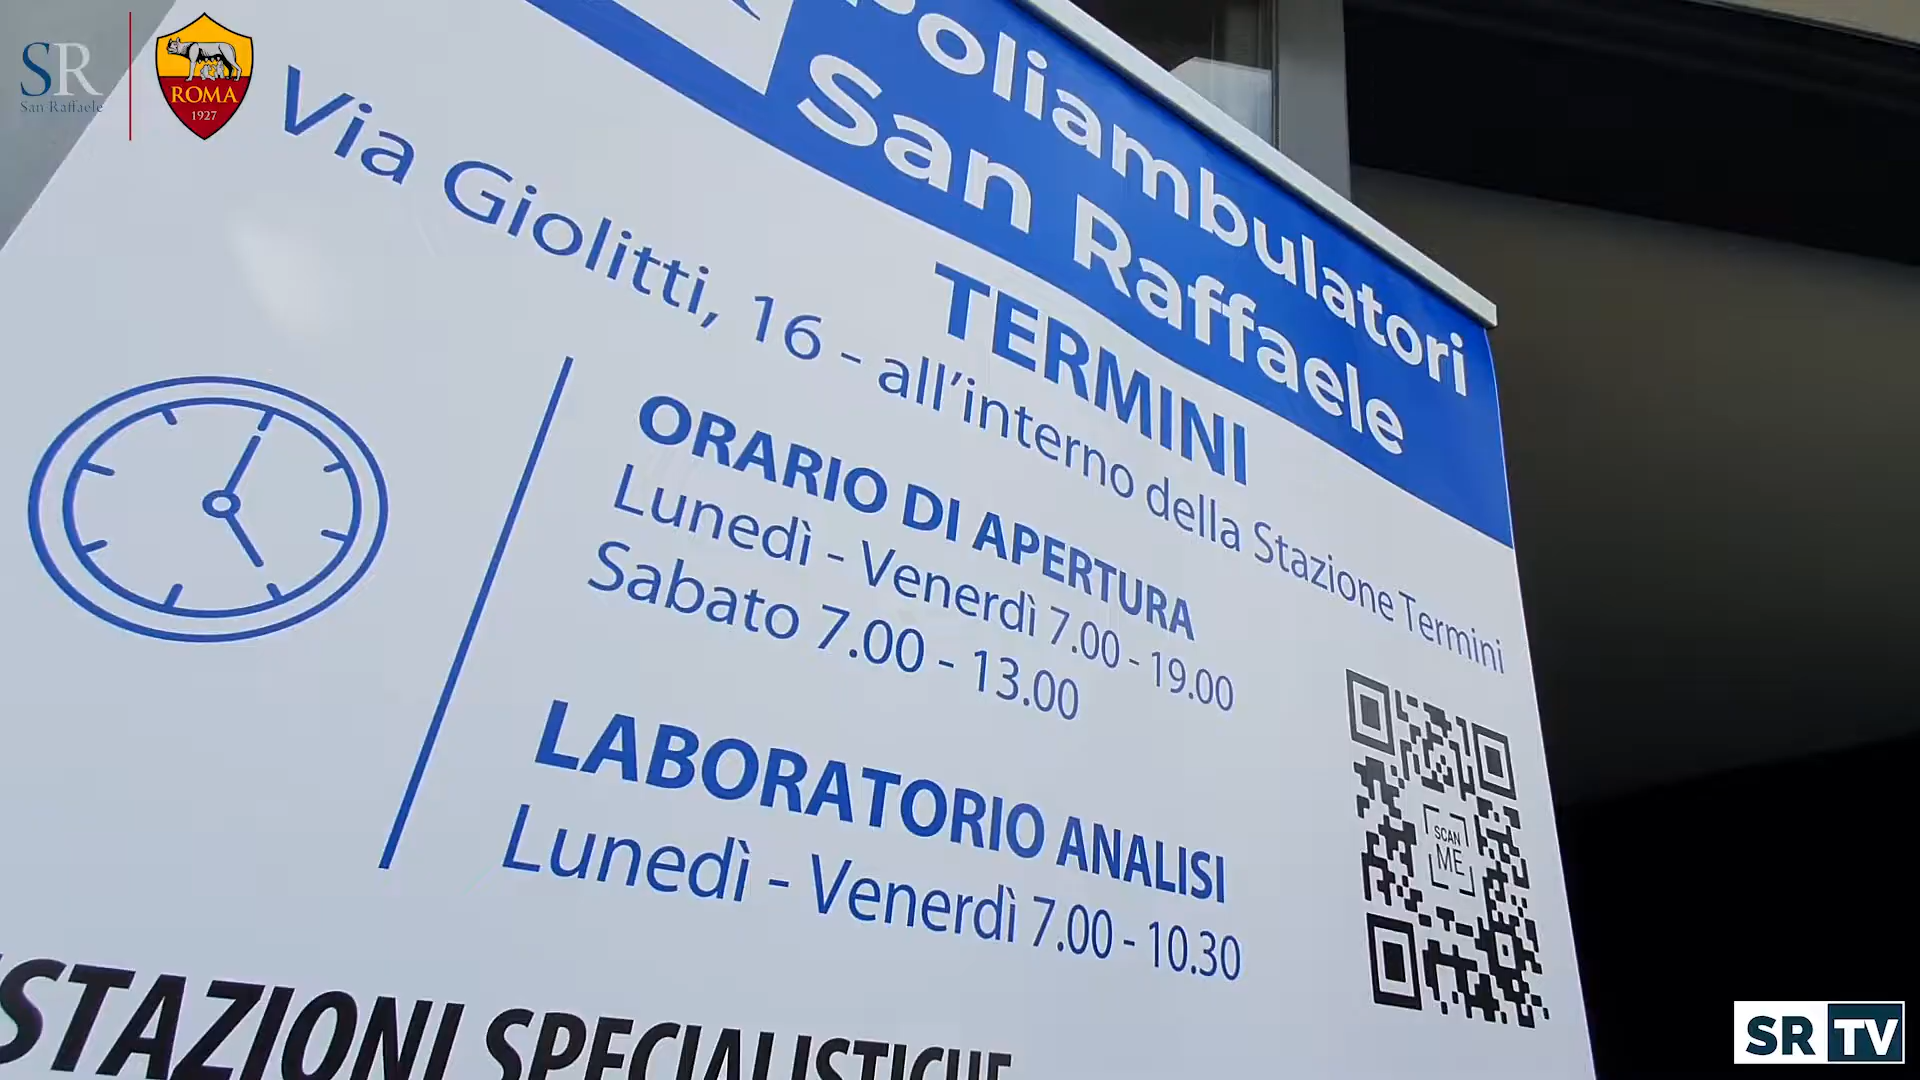 SR
San Raffaele
ROMA
1927
Poliambulatori
San Raffaele
TERMINI
Via Giolitti, 16 - all'interno della Stazione Termini
ORARIO DI APERTURA
Lunedì - Venerdì 7.00 - 19.00
Sabato 7.00 - 13.00
LABORATORIO ANALISI
Lunedì - Venerdì 7.00 - 10.30
SCAN
ME
STAZIONI SPECIALISTICHE
SR TV